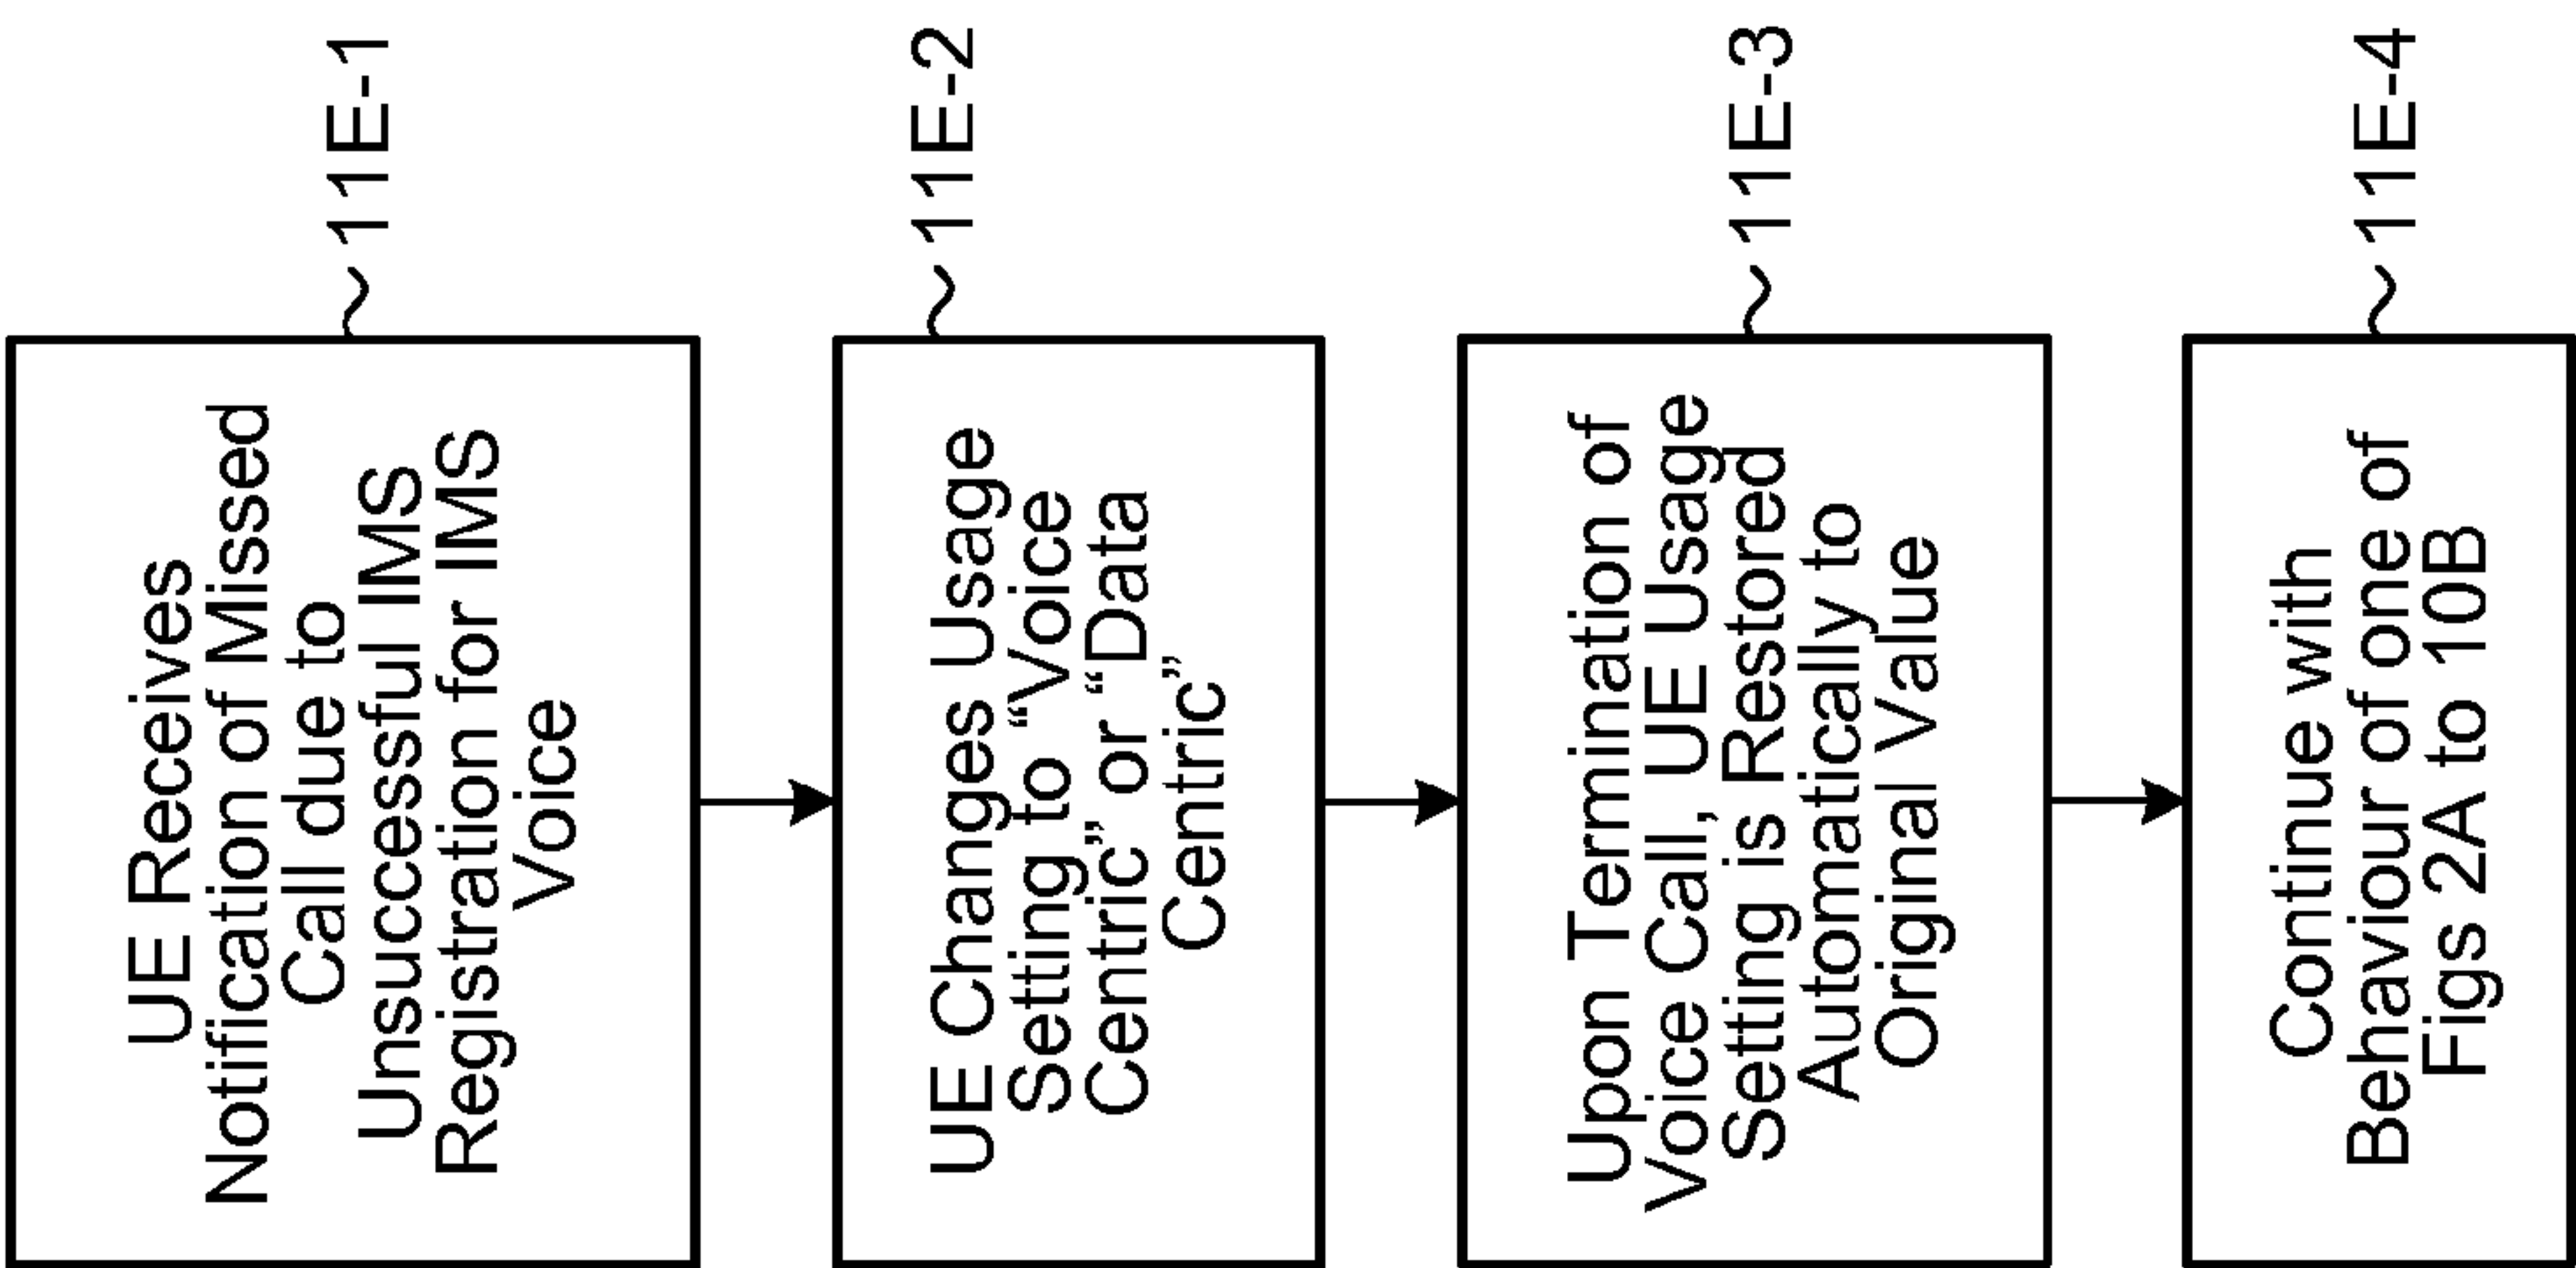 UE Receives
Notification of Missed
Call due to
Unsuccessful IMS
Registration for IMS
Voice
11E-1
UE Changes Usage
Setting to “Voice
Centric” or “Data
Centric”
11E-2
Upon Termination of
Voice Call, UE Usage
Setting is Restored
Automatically to
Original Value
11E-3
Continue with
Behaviour of one of
Figs 2A to 10B
11E-4